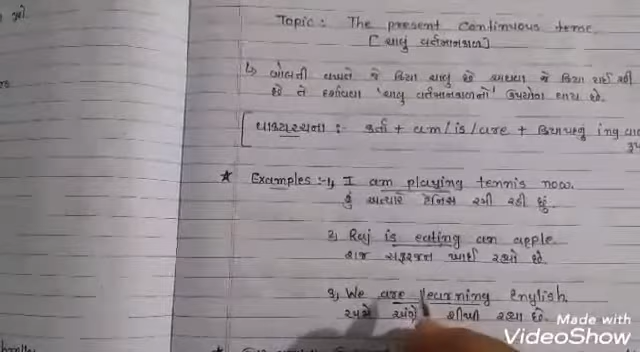 Topic: The present continuous tense
[ચાલુ વર્તમાનકાળ]
બોલતી વખતે જે ક્રિયા ચાલુ હોય અથવા જે ક્રિયા થઈ રહી
છે તે દર્શાવવા 'ચાલુ વર્તમાનકાળનો' ઉપયોગ થાય છે.
વાક્યરચના :- કર્તા + am/is/are + ક્રિયાપદનું ing વા
રૂપ
* Examples :- 1) I am playing tennis now.
હું અત્યારે ટેનિસ રમી રહી છું
2) Raj is eating an apple
રાજ સફરજન ખાઈ રહ્યો છે.
3) We are learning English
અમે અંગ્રે શીખી રહ્યા છે.
Made with
VideoShow